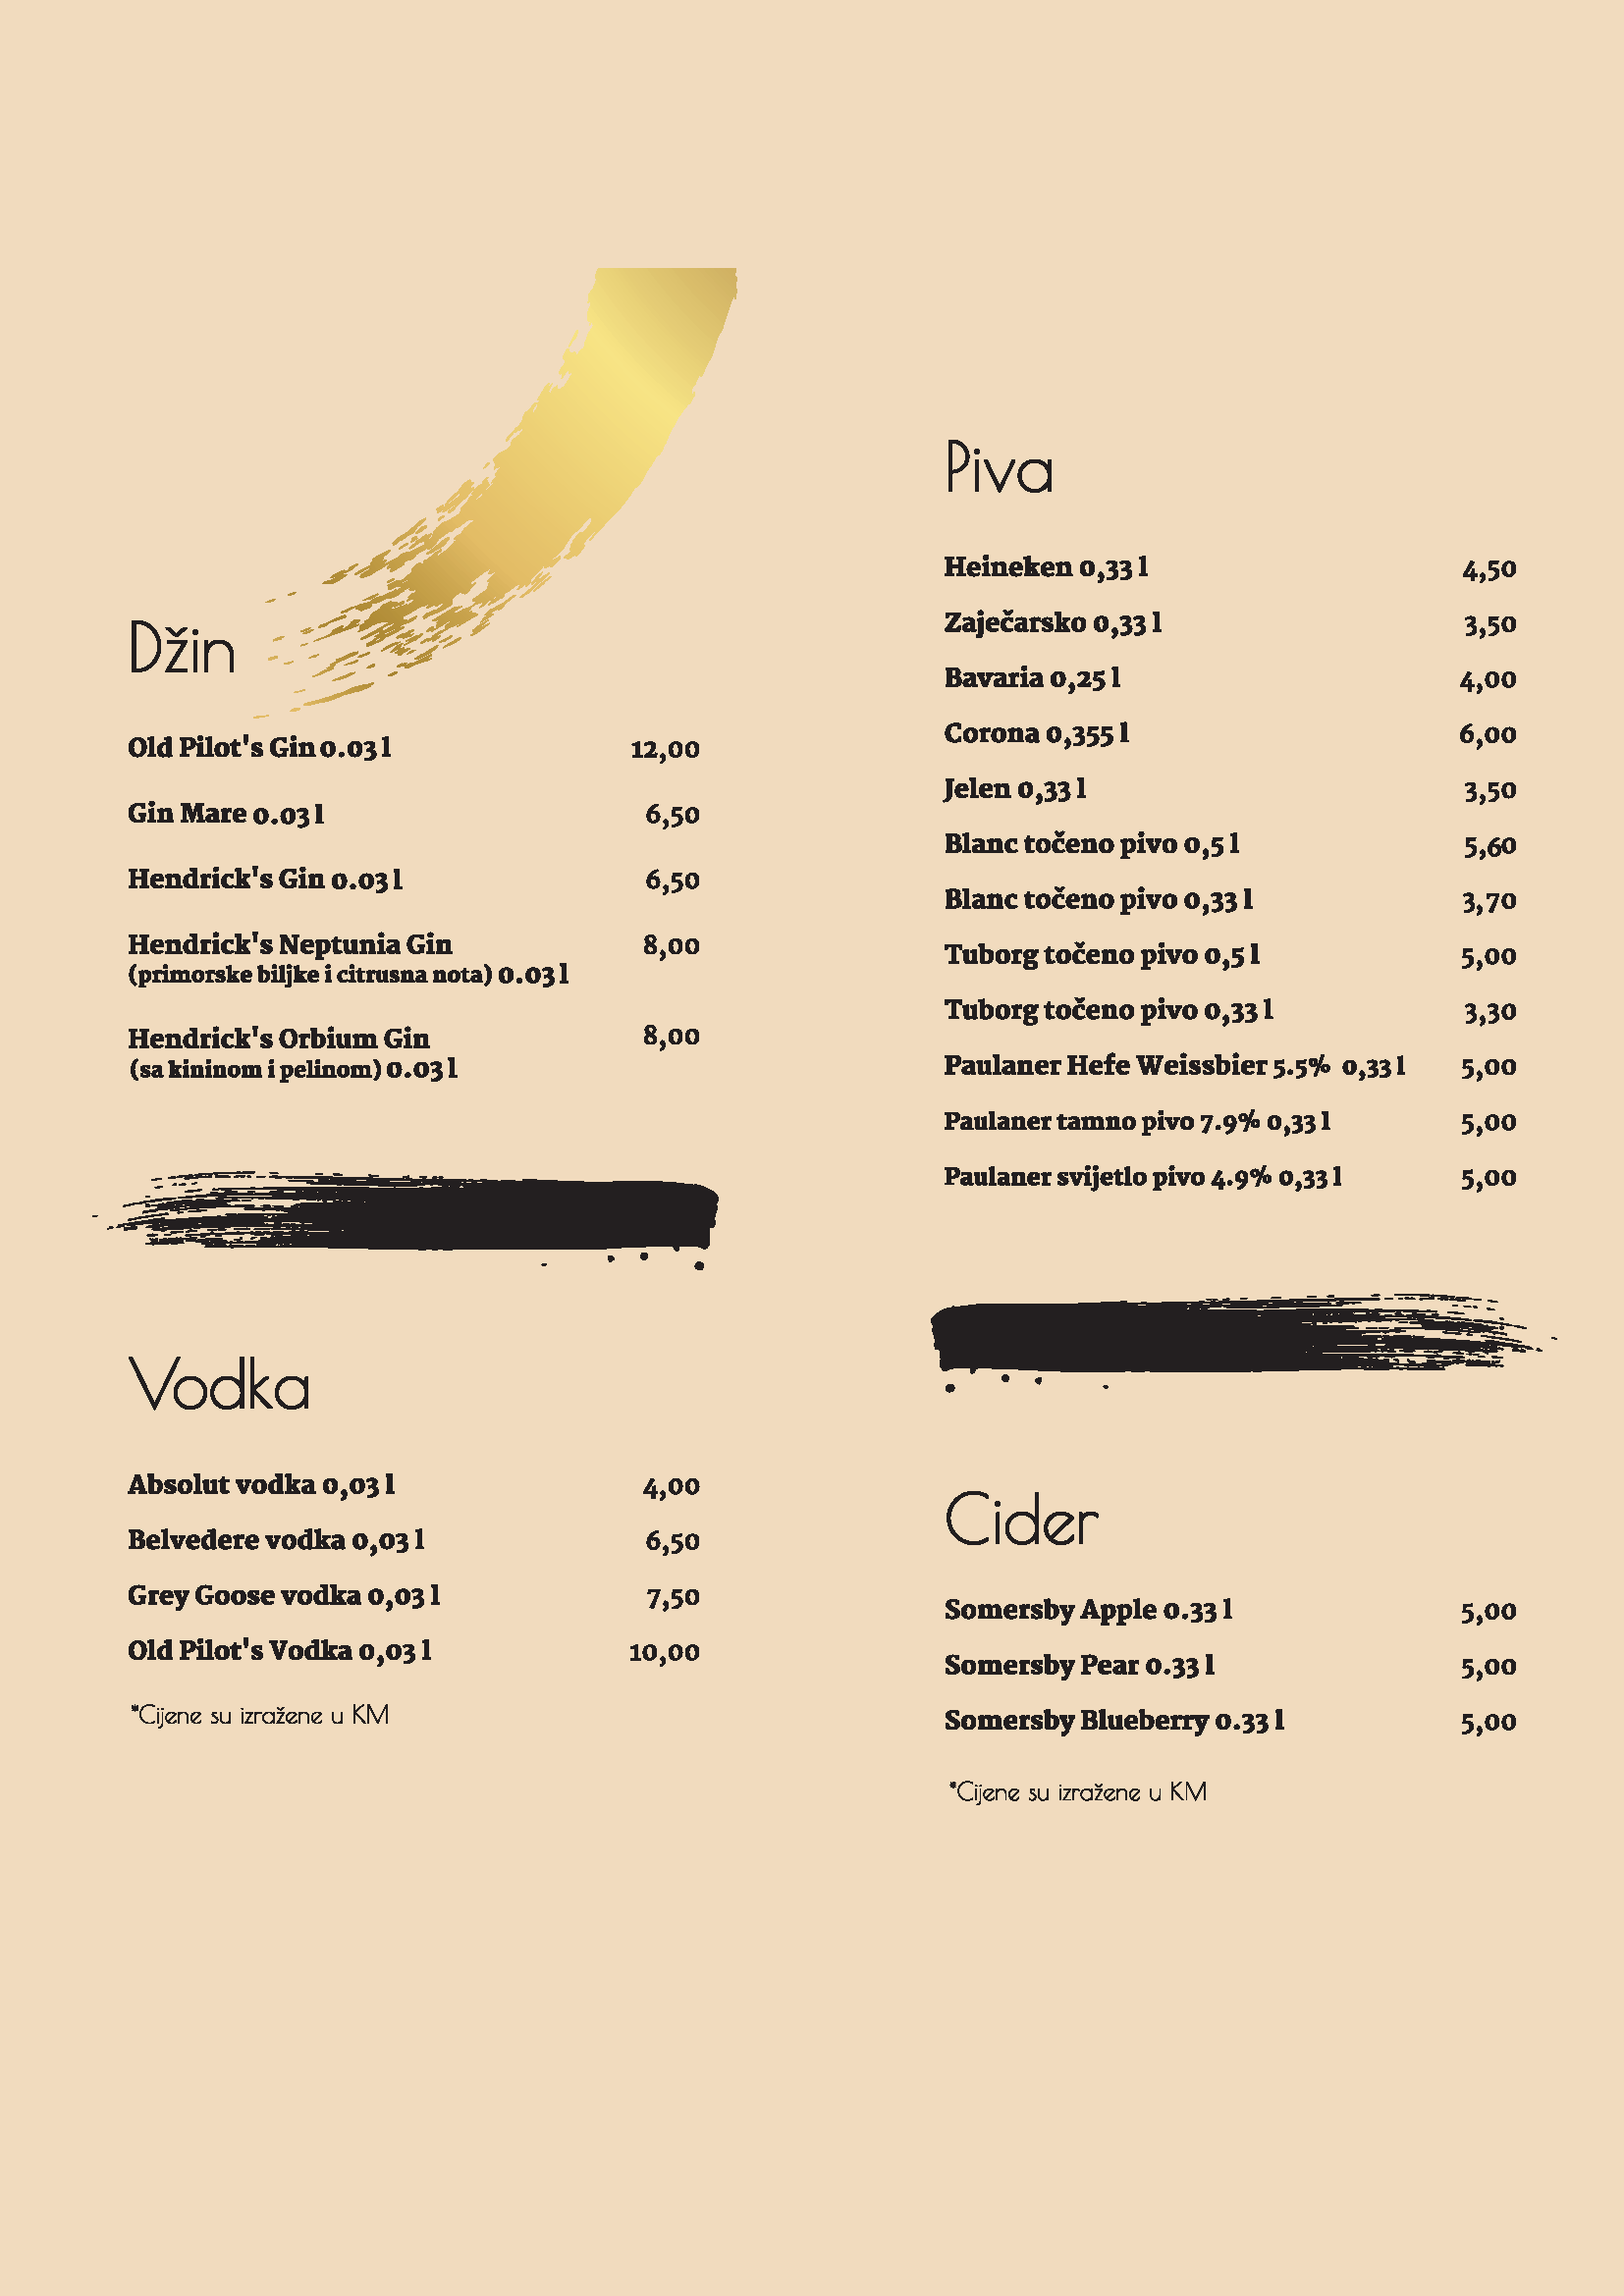 Džin
Old Pilot's Gin 0.03 l 12,00
Gin Mare 0.03 l 6,50
Hendrick's Gin 0.03 l 6,50
Hendrick's Neptunia Gin 8,00
(primorske biljke i citrusna nota) 0.03 l
Hendrick's Orbium Gin 8,00
(sa kininom i pelinom) 0.03 l
Vodka
Absolut vodka 0,03 l 4,00
Belvedere vodka 0,03 l 6,50
Grey Goose vodka 0,03 l 7,50
Old Pilot's Vodka 0,03 l 10,00
*Cijene su izražene u KM
Piva
Heineken 0,33 l 4,50
Zaječarsko 0,33 l 3,50
Bavaria 0,25 l 4,00
Corona 0,355 l 6,00
Jelen 0,33 l 3,50
Blanc točeno pivo 0,5 l 5,60
Blanc točeno pivo 0,33 l 3,70
Tuborg točeno pivo 0,5 l 5,00
Tuborg točeno pivo 0,33 l 3,30
Paulaner Hefe Weissbier 5.5% 0,33 l 5,00
Paulaner tamno pivo 7.9% 0,33 l 5,00
Paulaner svijetlo pivo 4.9% 0,33 l 5,00
Cider
Somersby Apple 0.33 l 5,00
Somersby Pear 0.33 l 5,00
Somersby Blueberry 0.33 l 5,00
*Cijene su izražene u KM